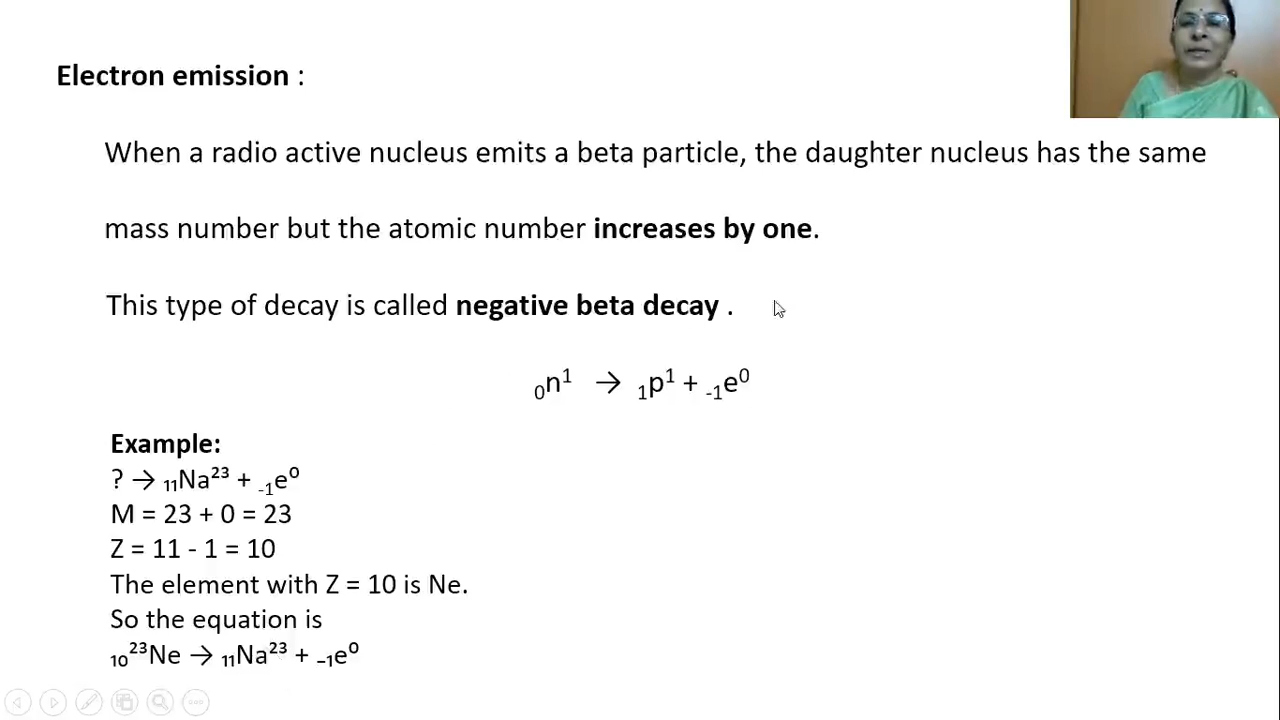 Electron emission :
When a radio active nucleus emits a beta particle, the daughter nucleus has the same
mass number but the atomic number increases by one.
This type of decay is called negative beta decay .
₀n¹ → ₁p¹ + ₋₁e⁰
Example:
? → ₁₁Na²³ + ₋₁e⁰
M = 23 + 0 = 23
Z = 11 - 1 = 10
The element with Z = 10 is Ne.
So the equation is
₁₀²³Ne → ₁₁Na²³ + ₋₁e⁰